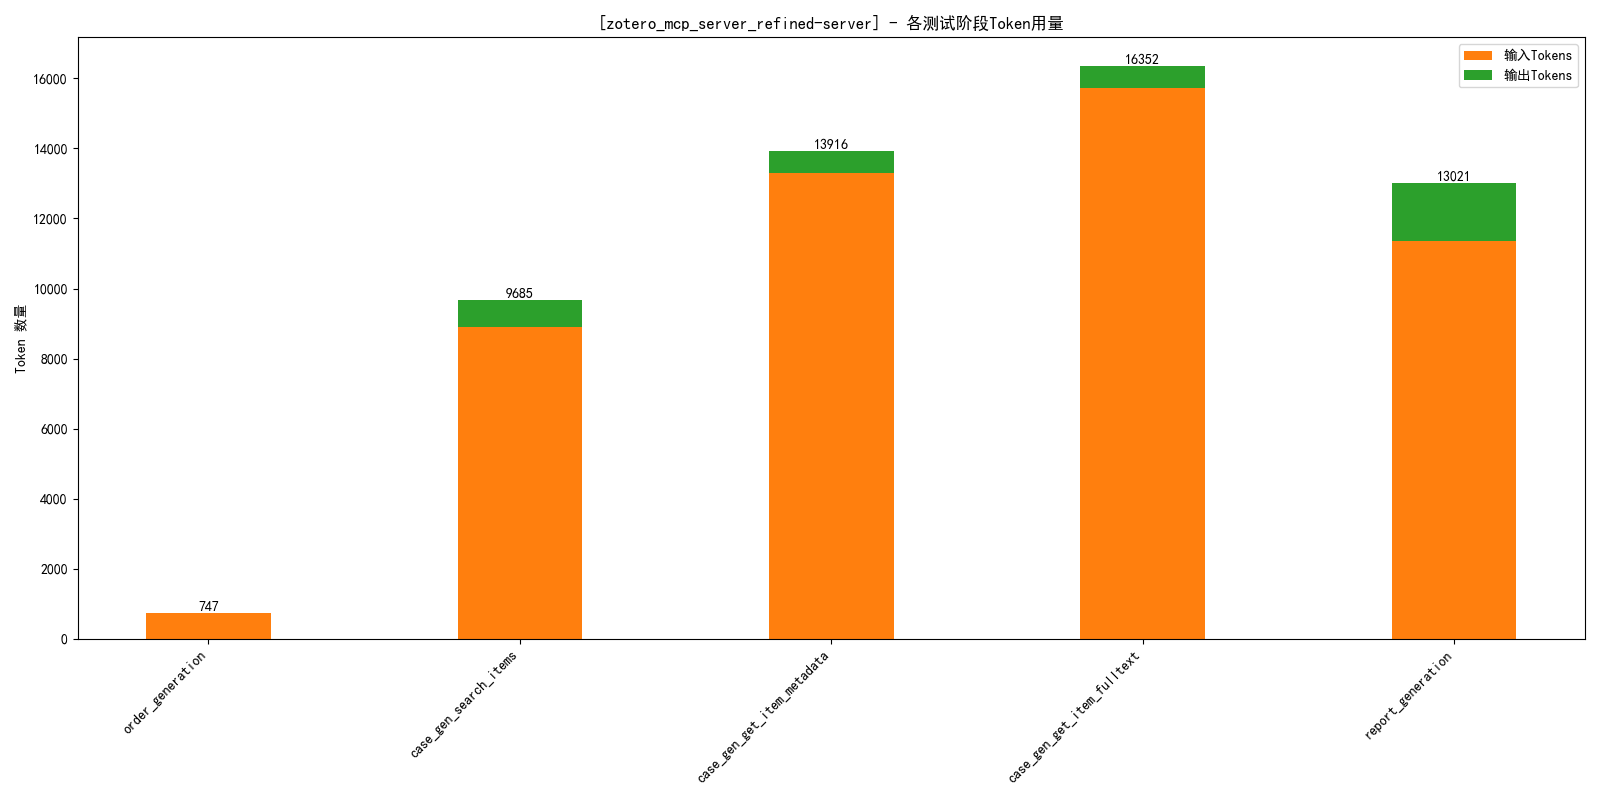 [zotero_mcp_server_refined-server] - 各测试阶段Token用量
输入Tokens
输出Tokens
Token 数量
16000
14000
12000
10000
8000
6000
4000
2000
0
747
9685
13916
16352
13021
order_generation
case_gen_search_items
case_gen_get_item_metadata
case_gen_get_item_fulltext
report_generation